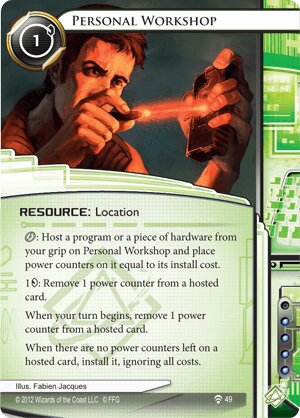 Personal Workshop
1
RESOURCE: Location
: Host a program or a piece of hardware from
your grip on Personal Workshop and place
power counters on it equal to its install cost.
1: Remove 1 power counter from a hosted
card.
When your turn begins, remove 1 power
counter from a hosted card.
When there are no power counters left on
a hosted card, install it, ignoring all costs.
Illus. Fabien Jacques
© 2012 Wizards of the Coast LLC. © FFG 49